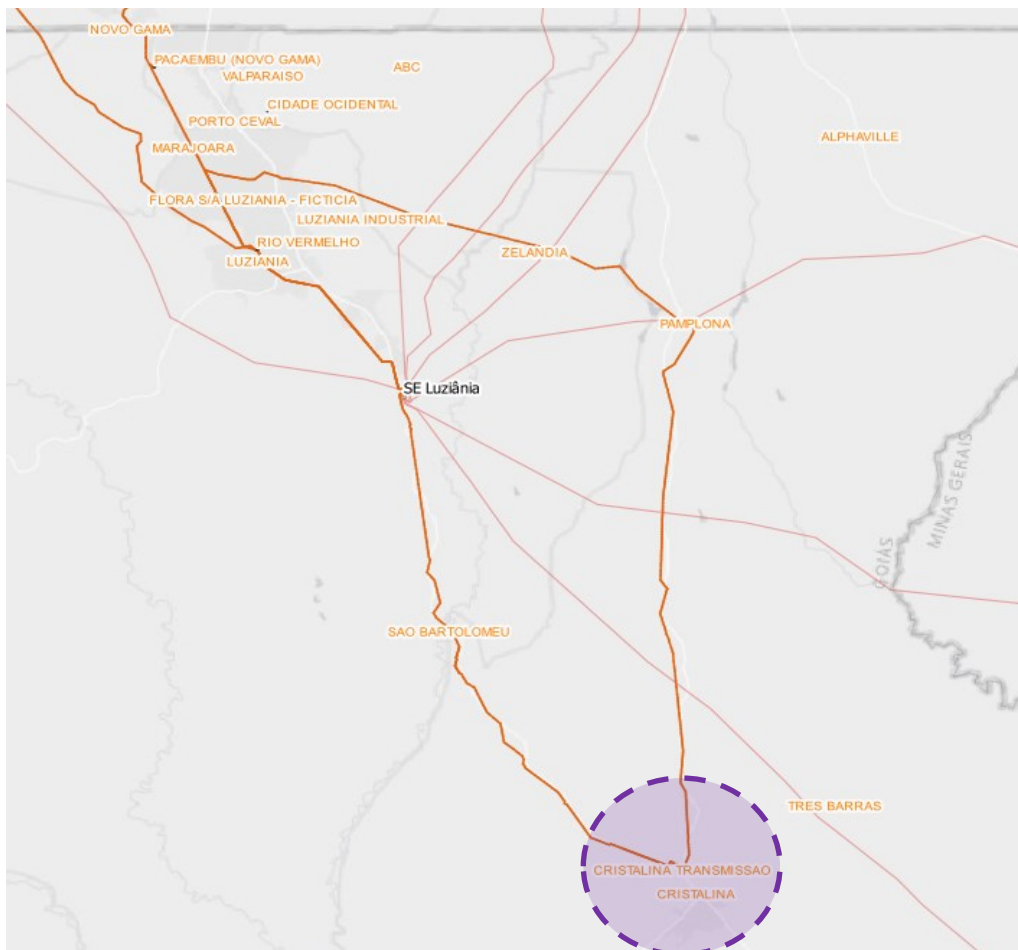 NOVO GAMA
PACAEMBU (NOVO GAMA)
ABC
VALPARAISO
CIDADE OCIDENTAL
PORTO CEVAL
ALPHAVILLE
MARAJOARA
FLORA S/A LUZIANIA - FICTICIA
LUZIANIA INDUSTRIAL
RIO VERMELHO
ZELANDIA
LUZIANIA
PAMPLONA
SE Luziânia
MINAS GERAIS
GOIÁS
SAO BARTOLOMEU
TRES BARRAS
CRISTALINA TRANSMISSAO
CRISTALINA